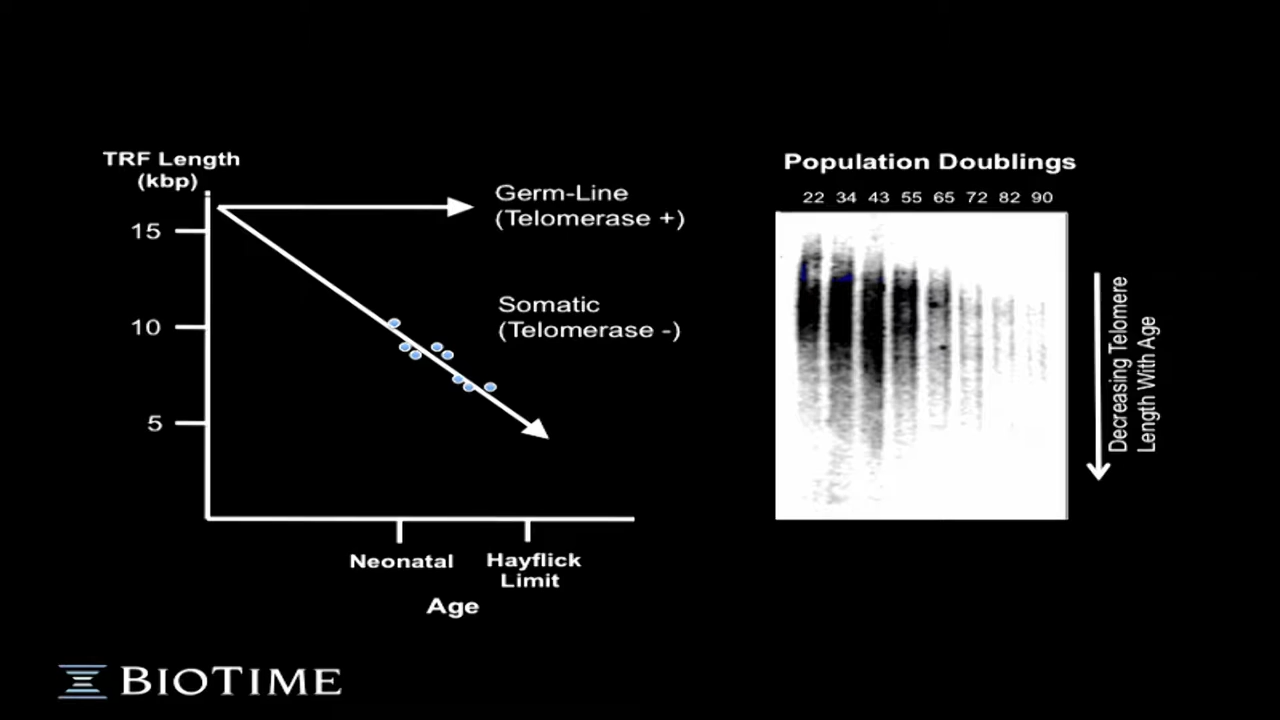 TRF Length
(kbp)
15
10
5
Germ-Line
(Telomerase +)
Somatic
(Telomerase -)
Neonatal
Hayflick
Limit
Age
Population Doublings
22 34 43 55 65 72 82 90
Decreasing Telomere
Length With Age
BIOTIME